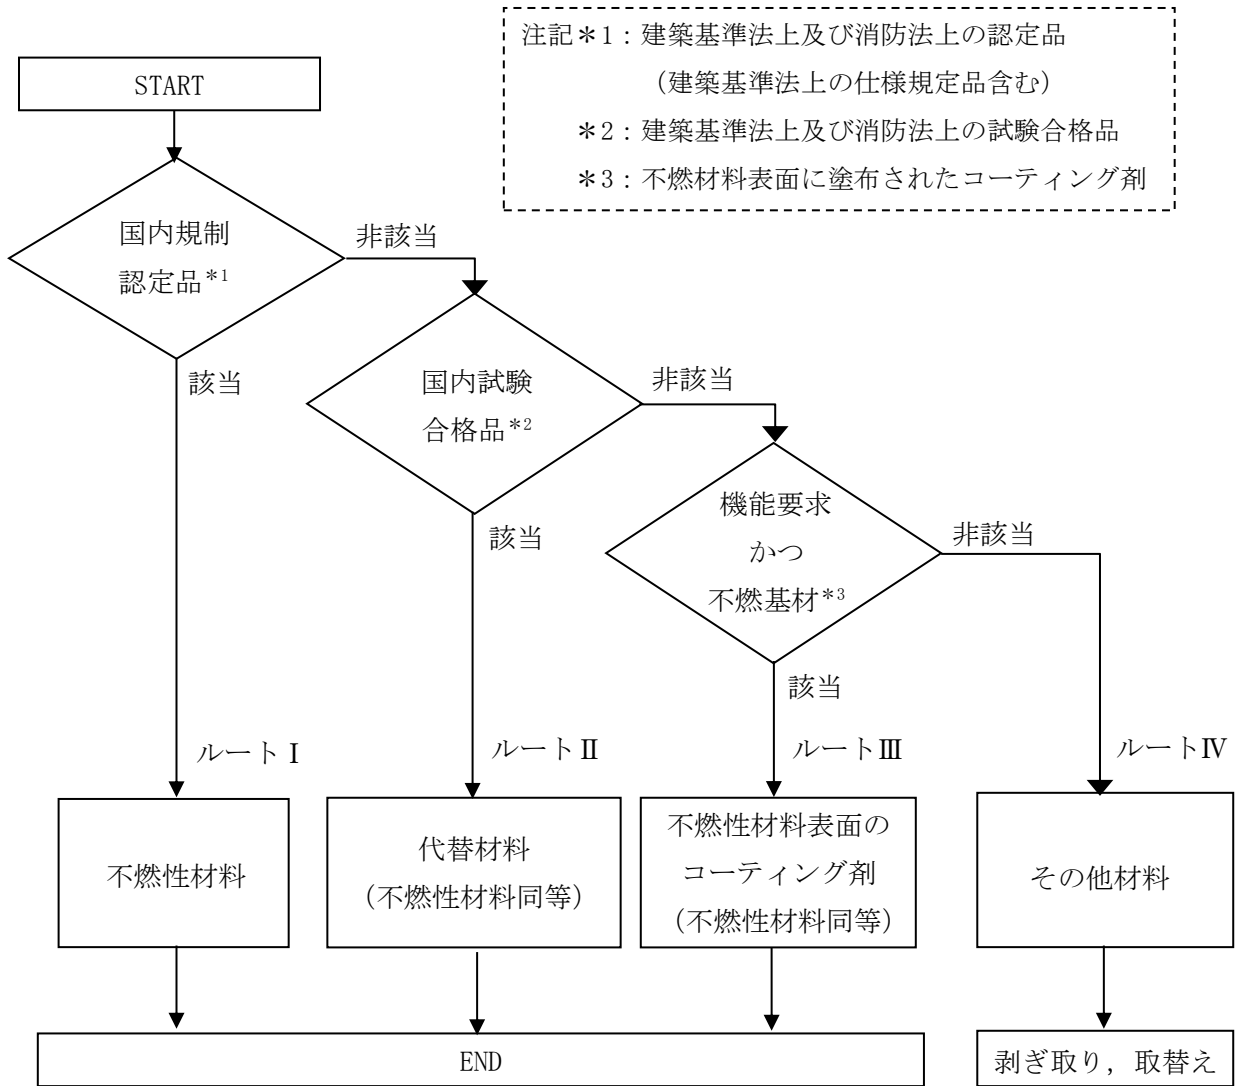 注記*1:建築基準法上及び消防法上の認定品
(建築基準法上の仕様規定品含む)
*2:建築基準法上及び消防法上の試験合格品
*3:不燃材料表面に塗布されたコーティング剤
START
国内規制
認定品*1
非該当
該当
国内試験
合格品*2
非該当
該当
機能要求
かつ
不燃基材*3
非該当
該当
ルートⅠ
ルートⅡ
ルートⅢ
ルートⅣ
不燃性材料
代替材料
(不燃性材料同等)
不燃性材料表面の
コーティング剤
(不燃性材料同等)
その他材料
END
剥ぎ取り,取替え